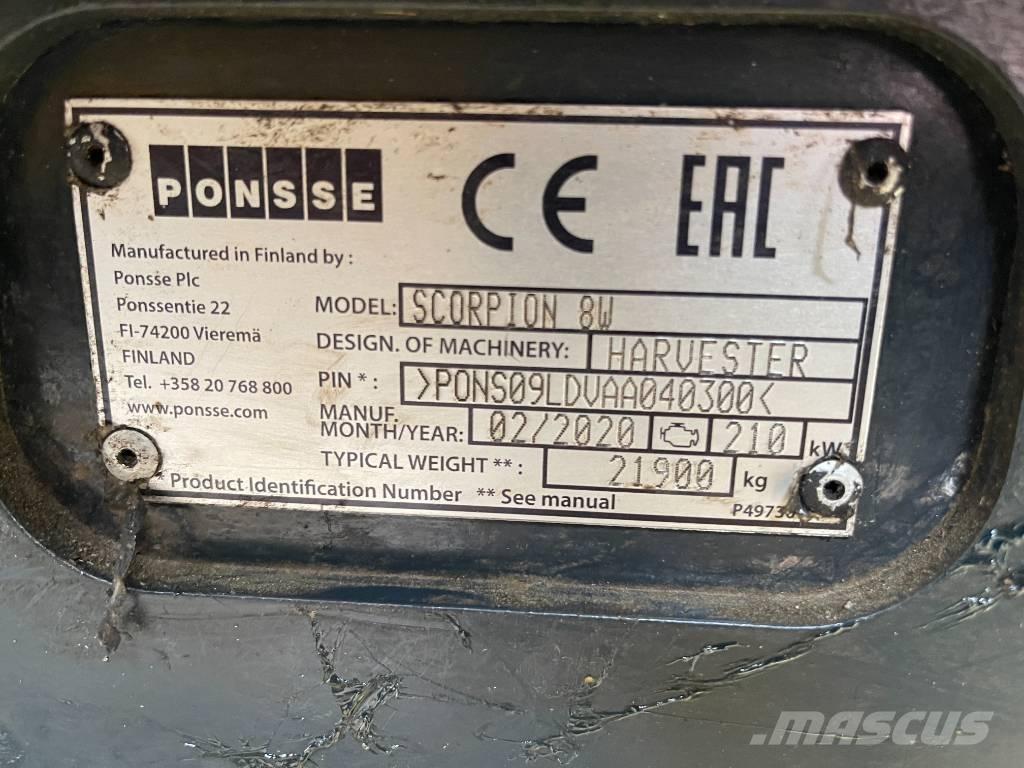 PONSSE CE EAC
Manufactured in Finland by :
Ponsse Plc
Ponssentie 22
FI-74200 Vieremä
FINLAND
Tel. +358 20 768 800
www.ponsse.com
MODEL: SCORPION 8W
DESIGN. OF MACHINERY: HARVESTER
PIN * : >PONS09LDVAA040300<
MANUF. MONTH/YEAR: 02/2020 210 kW
TYPICAL WEIGHT ** : 21900 kg
* Product Identification Number ** See manual
MASCUS